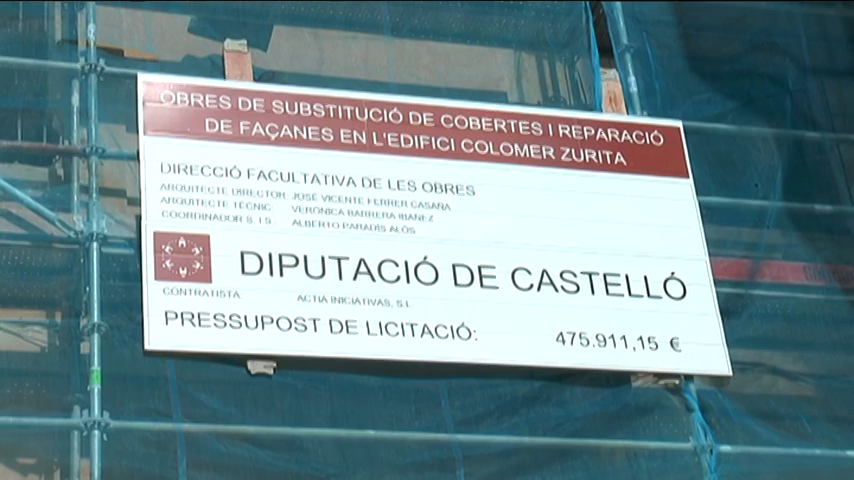 OBRES DE SUBSTITUCIÓ DE COBERTES I REPARACIÓ
DE FAÇANES EN L'EDIFICI COLOMER ZURITA
DIRECCIÓ FACULTATIVA DE LES OBRES
ARQUITECTE DIRECTOR: JOSÉ VICENTE FERRER CASAÑA
ARQUITECTE TÈCNIC: VERÓNICA BARRERA IBÁÑEZ
COORDINADOR S. I S.: ALBERTO PARADÍS ALÓS
DIPUTACIÓ DE CASTELLÓ
CONTRATISTA: ACTIA INICIATIVAS, S.L.
PRESSUPOST DE LICITACIÓ: 475.911,15 €